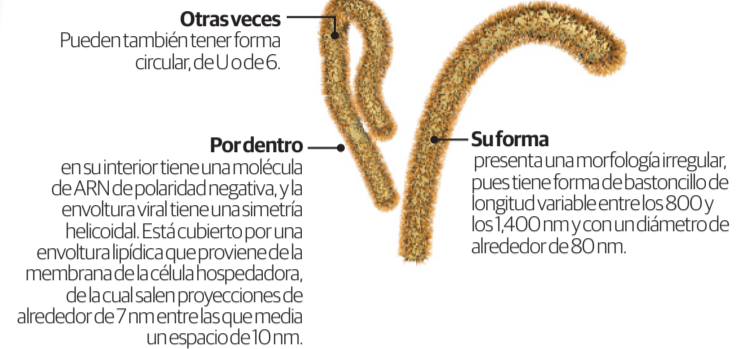 Otras veces
Pueden también tener forma
circular, de U o de 6.
Por dentro
en su interior tiene una molécula
de ARN de polaridad negativa, y la
envoltura viral tiene una simetría
helicoidal. Está cubierto por una
envoltura lipídica que proviene de la
membrana de la célula hospedadora,
de la cual salen proyecciones de
alrededor de 7 nm entre las que media
un espacio de 10 nm.
Su forma
presenta una morfología irregular,
pues tiene forma de bastoncillo de
longitud variable entre los 800 y
los 1,400 nm y con un diámetro de
alrededor de 80 nm.